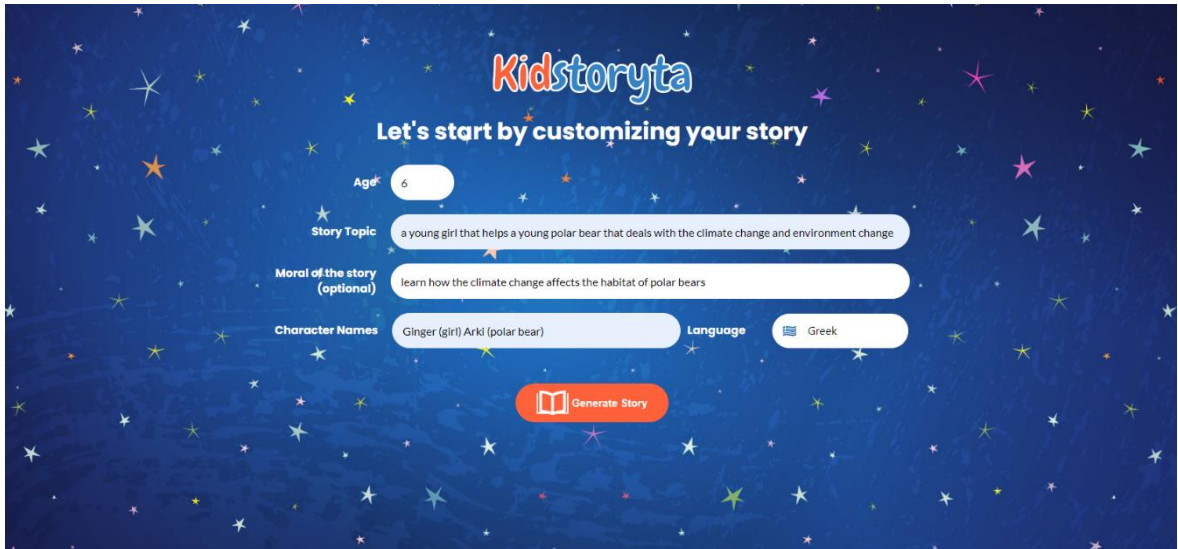 Kidstoryta
Let's start by customizing your story
Age 6
Story Topic a young girl that helps a young polar bear that deals with the climate change and environment change
Moral of the story
(optional) learn how the climate change affects the habitat of polar bears
Character Names Ginger (girl) Arki (polar bear) Language Greek
Generate Story